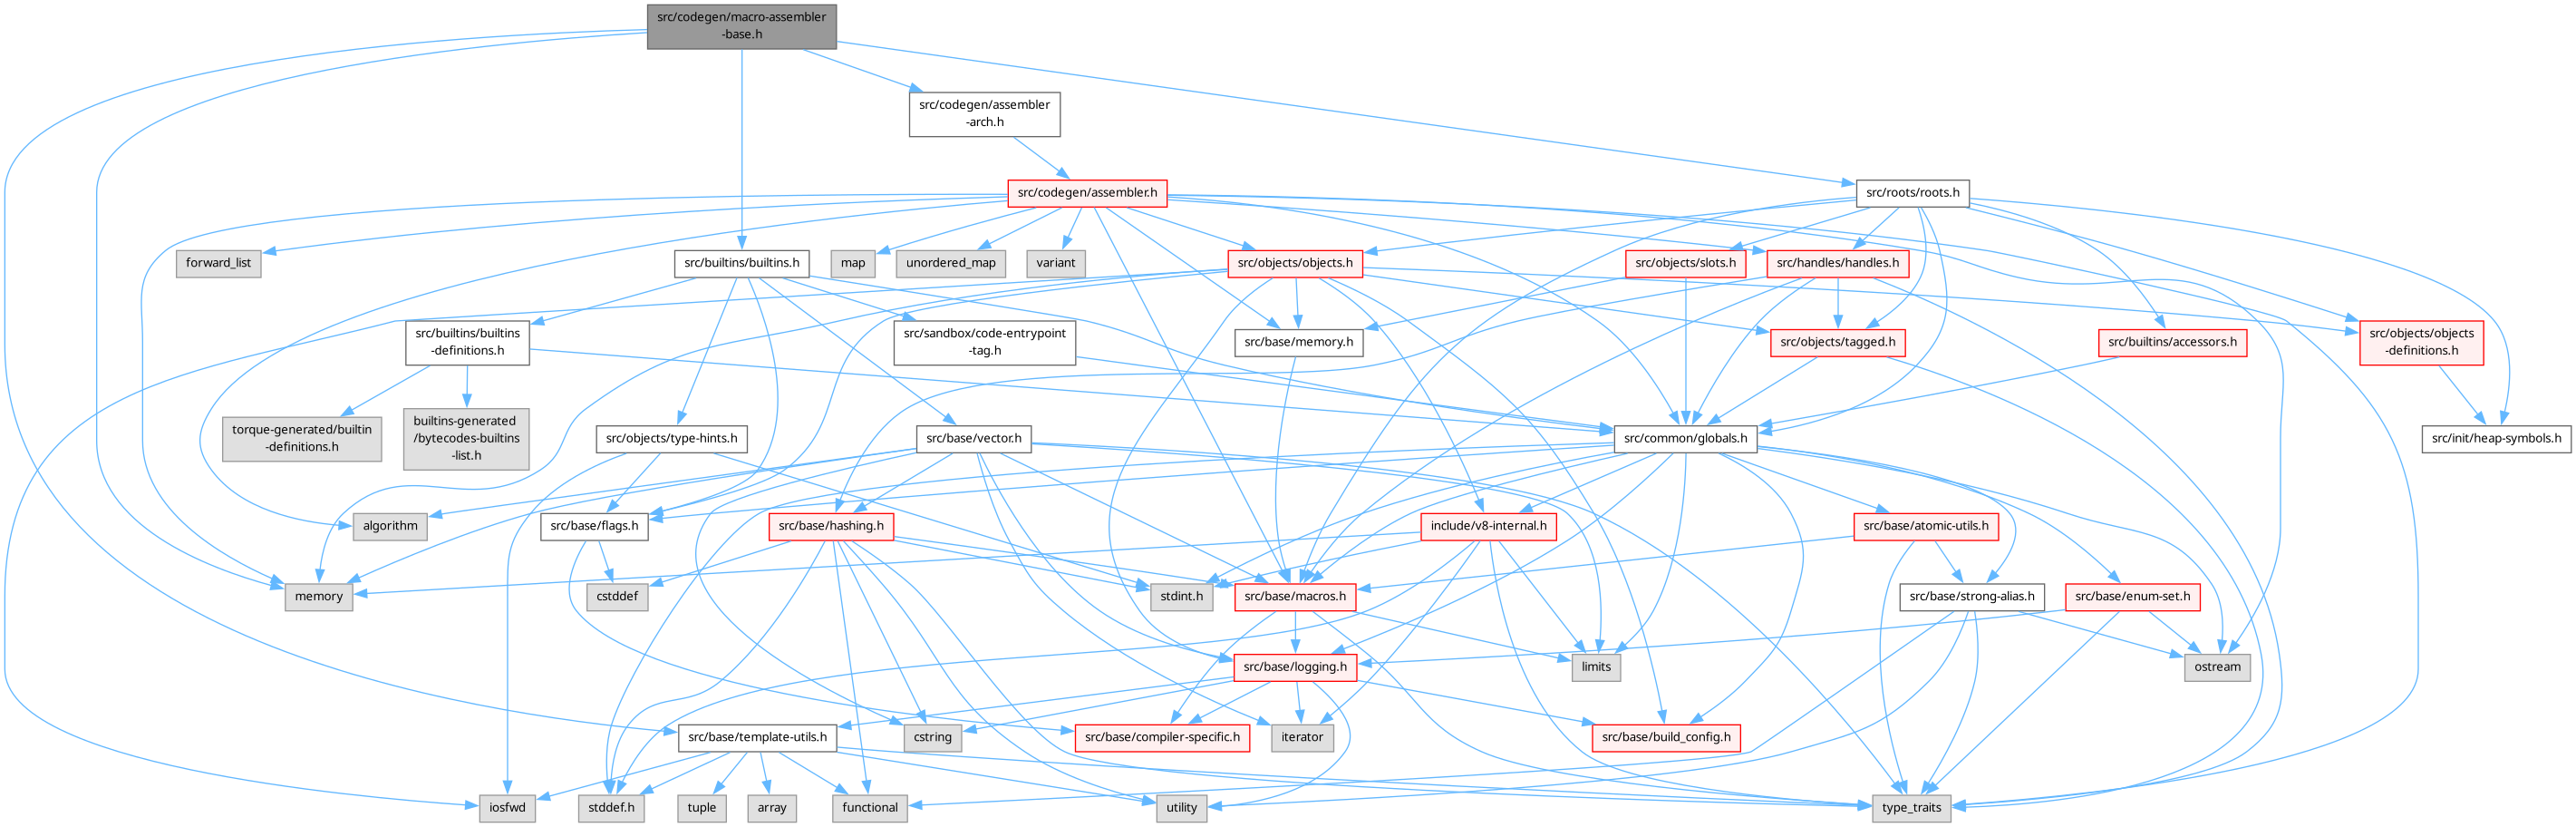 src/codegen/macro-assembler
-base.h
src/codegen/assembler
-arch.h
src/codegen/assembler.h
src/roots/roots.h
forward_list
src/builtins/builtins.h
map
unordered_map
variant
src/objects/objects.h
src/objects/slots.h
src/handles/handles.h
src/builtins/builtins
-definitions.h
src/sandbox/code-entrypoint
-tag.h
src/base/memory.h
src/objects/tagged.h
src/builtins/accessors.h
src/objects/objects
-definitions.h
torque-generated/builtin
-definitions.h
builtins-generated
/bytecodes-builtins
-list.h
src/objects/type-hints.h
src/base/vector.h
src/common/globals.h
src/init/heap-symbols.h
algorithm
src/base/flags.h
src/base/hashing.h
include/v8-internal.h
src/base/atomic-utils.h
memory
cstddef
stdint.h
src/base/macros.h
src/base/strong-alias.h
src/base/enum-set.h
src/base/logging.h
limits
ostream
src/base/template-utils.h
cstring
src/base/compiler-specific.h
iterator
src/base/build_config.h
iosfwd
stddef.h
tuple
array
functional
utility
type_traits